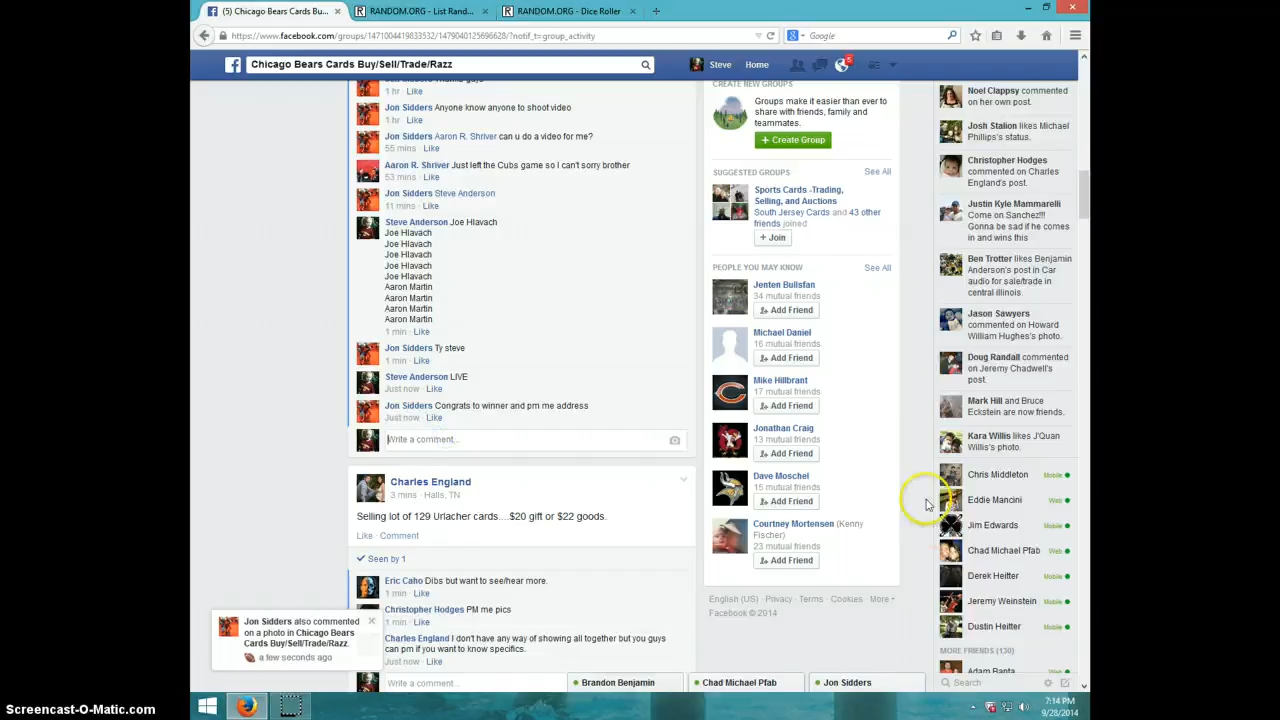 (5) Chicago Bears Cards Bu...
RANDOM.ORG - List Rand...
RANDOM.ORG - Dice Roller
https://www.facebook.com/groups/1471004419833532/1479040125696628/?notif_t=group_activity
Google
Chicago Bears Cards Buy/Sell/Trade/Razz
Steve
Home
5
1 hr · Like
Jon Sidders Anyone know anyone to shoot video
1 hr · Like
Jon Sidders Aaron R. Shriver can u do a video for me?
55 mins · Like
Aaron R. Shriver Just left the Cubs game so I can't sorry brother
53 mins · Like
Jon Sidders Steve Anderson
11 mins · Like
Steve Anderson Joe Hlavach
Joe Hlavach
Joe Hlavach
Joe Hlavach
Joe Hlavach
Joe Hlavach
Aaron Martin
Aaron Martin
Aaron Martin
Aaron Martin
1 min · Like
Jon Sidders Ty steve
1 min · Like
Steve Anderson LIVE
Just now · Like
Jon Sidders Congrats to winner and pm me address
Just now · Like
Write a comment...
Charles England
3 mins · Halls, TN
Selling lot of 129 Urlacher cards....$20 gift or $22 goods.
Like · Comment
Seen by 1
Eric Caho Dibs but want to see/hear more.
1 min · Like
Christopher Hodges PM me pics
1 min · Like
Charles England I don't have any way of showing all together but you guys
can pm if you want to know specifics.
Just now · Like
Write a comment...
Jon Sidders also commented
on a photo in Chicago Bears
Cards Buy/Sell/Trade/Razz.
a few seconds ago
CREATE NEW GROUPS
Groups make it easier than ever to
share with friends, family and
teammates.
+ Create Group
SUGGESTED GROUPS
See All
Sports Cards -Trading,
Selling, and Auctions
South Jersey Cards and 43 other
friends joined
+ Join
PEOPLE YOU MAY KNOW
See All
Jenten Bullsfan
34 mutual friends
Add Friend
Michael Daniel
16 mutual friends
Add Friend
Mike Hillbrant
17 mutual friends
Add Friend
Jonathan Craig
13 mutual friends
Add Friend
Dave Moschel
15 mutual friends
Add Friend
Courtney Mortensen (Kenny
Fischer)
23 mutual friends
Add Friend
English (US) · Privacy · Terms · Cookies · More
Facebook © 2014
Noel Clappsy commented
on her own post.
Josh Stalion likes Michael
Phillips's status.
Christopher Hodges
commented on Charles
England's post.
Justin Kyle Mammarelli
Come on Sanchez!!!
Gonna be sad if he comes
in and wins this
Ben Trotter likes Benjamin
Anderson's post in Car
audio for sale/trade in
central illinois.
Jason Sawyers
commented on Howard
William Hughes's photo.
Doug Randall commented
on Jeremy Chadwell's
post.
Mark Hill and Bruce
Eckstein are now friends.
Kara Willis likes J'Quan
Willis's photo.
Chris Middleton Mobile
Eddie Mancini Web
Jim Edwards Mobile
Chad Michael Pfab Web
Derek Heitter Mobile
Jeremy Weinstein Mobile
Dustin Heitter Mobile
MORE FRIENDS (130)
Adam Banta Web
Search
Brandon Benjamin
Chad Michael Pfab
Jon Sidders
7:14 PM
9/28/2014
Screencast-O-Matic.com